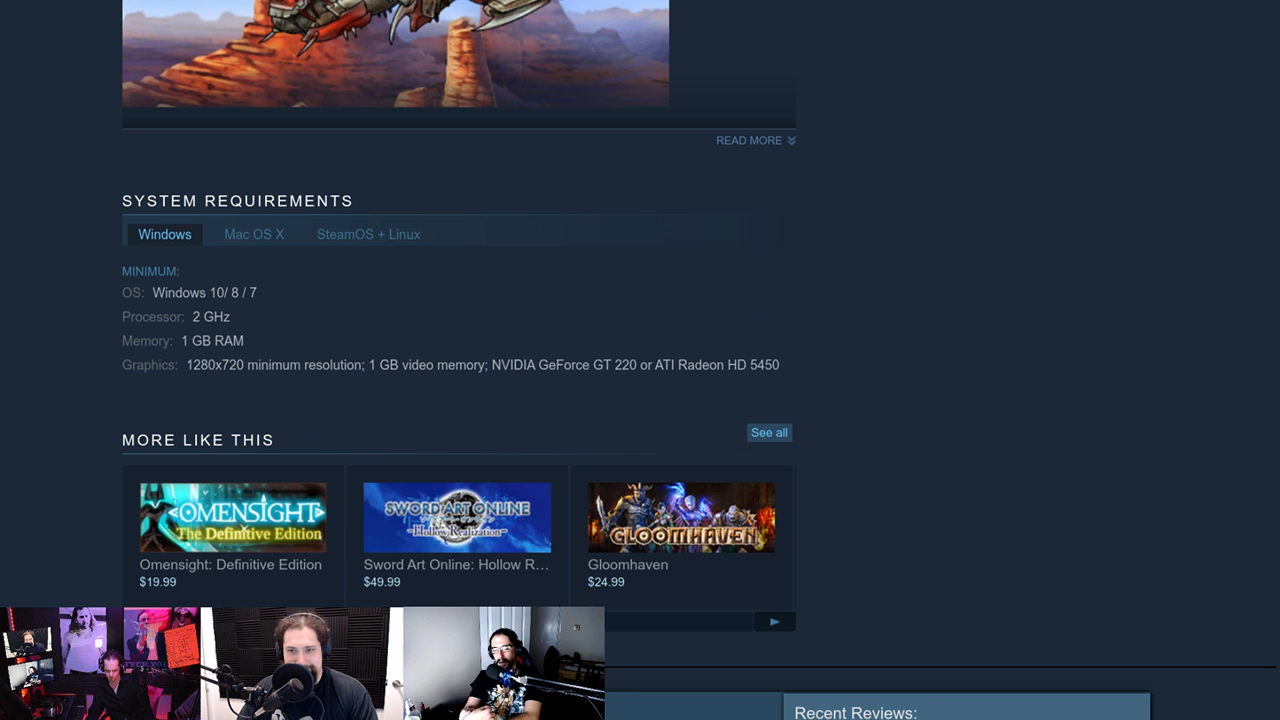 READ MORE
SYSTEM REQUIREMENTS
Windows
Mac OS X
SteamOS + Linux
MINIMUM:
OS: Windows 10/ 8 / 7
Processor: 2 GHz
Memory: 1 GB RAM
Graphics: 1280x720 minimum resolution; 1 GB video memory; NVIDIA GeForce GT 220 or ATI Radeon HD 5450
MORE LIKE THIS
See all
OMENSIGHT
The Definitive Edition
SWORD ART ONLINE
Hollow Realization
GLOOMHAVEN
Omensight: Definitive Edition
Sword Art Online: Hollow R...
Gloomhaven
$19.99
$49.99
$24.99
Recent Reviews: